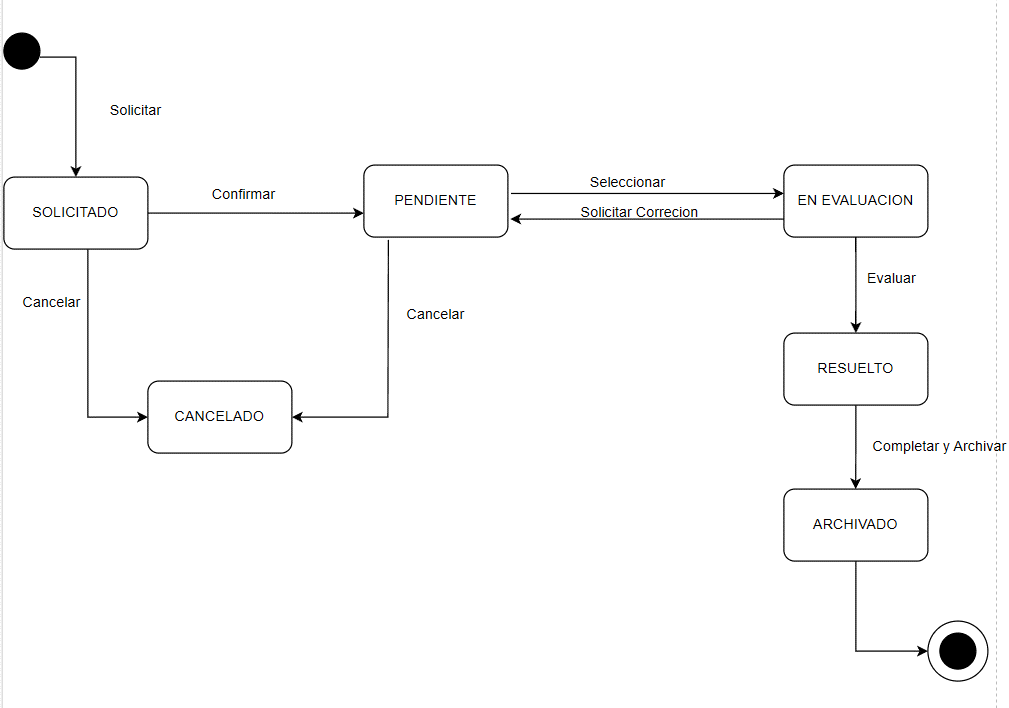 Solicitar
SOLICITADO
Confirmar
PENDIENTE
Seleccionar
Solicitar Correcion
EN EVALUACION
Cancelar
Cancelar
Evaluar
CANCELADO
RESUELTO
Completar y Archivar
ARCHIVADO